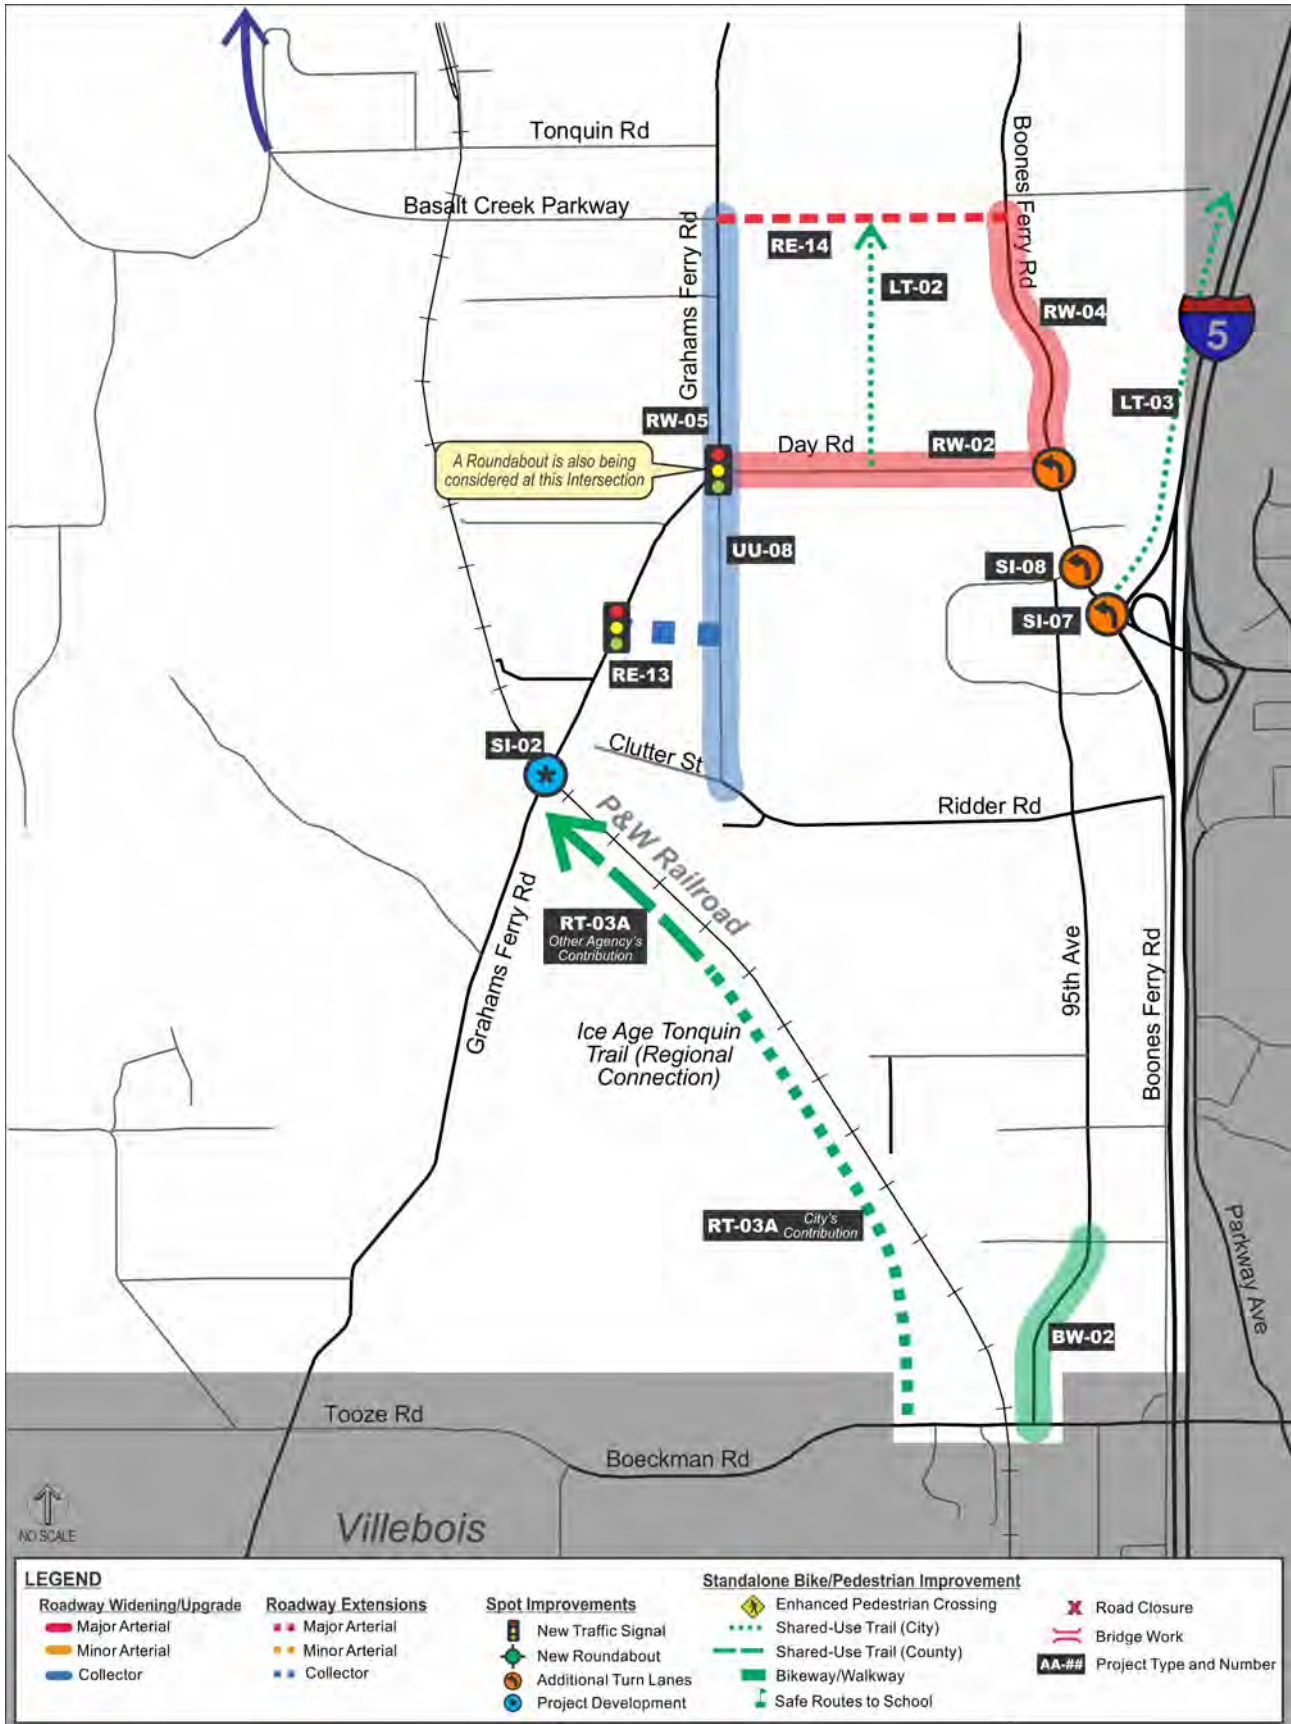 Tonquin Rd
Basalt Creek Parkway
Grahams Ferry Rd
Boones Ferry Rd
RE-14
LT-02
RW-04
5
LT-03
RW-05
Day Rd
RW-02
A Roundabout is also being
considered at this Intersection
UU-08
SI-08
SI-07
RE-13
SI-02
Clutter St
Ridder Rd
P&W Railroad
Grahams Ferry Rd
RT-03A
Other Agency's
Contribution
95th Ave
Boones Ferry Rd
Ice Age Tonquin
Trail (Regional
Connection)
RT-03A City's
Contribution
Parkway Ave
BW-02
Tooze Rd
Boeckman Rd
NO SCALE
Villebois
LEGEND
Roadway Widening/Upgrade
Major Arterial
Minor Arterial
Collector
Roadway Extensions
Major Arterial
Minor Arterial
Collector
Spot Improvements
New Traffic Signal
New Roundabout
Additional Turn Lanes
Project Development
Standalone Bike/Pedestrian Improvement
Enhanced Pedestrian Crossing
Shared-Use Trail (City)
Shared-Use Trail (County)
Bikeway/Walkway
Safe Routes to School
Road Closure
Bridge Work
AA-## Project Type and Number